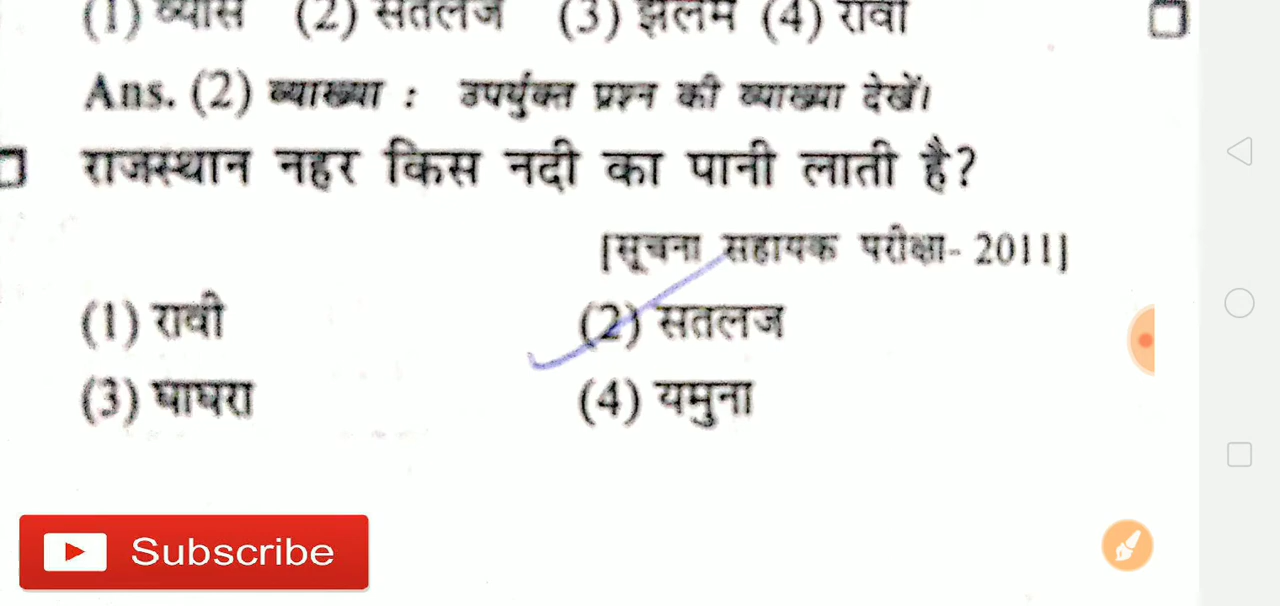 (1) व्यास (2) सतलज (3) झेलम (4) रावी
Ans. (2) व्याख्या : उपर्युक्त प्रश्न की व्याख्या देखें।
राजस्थान नहर किस नदी का पानी लाती है?
[सूचना सहायक परीक्षा- 2011]
(1) रावी (2) सतलज
(3) घाघरा (4) यमुना
Subscribe